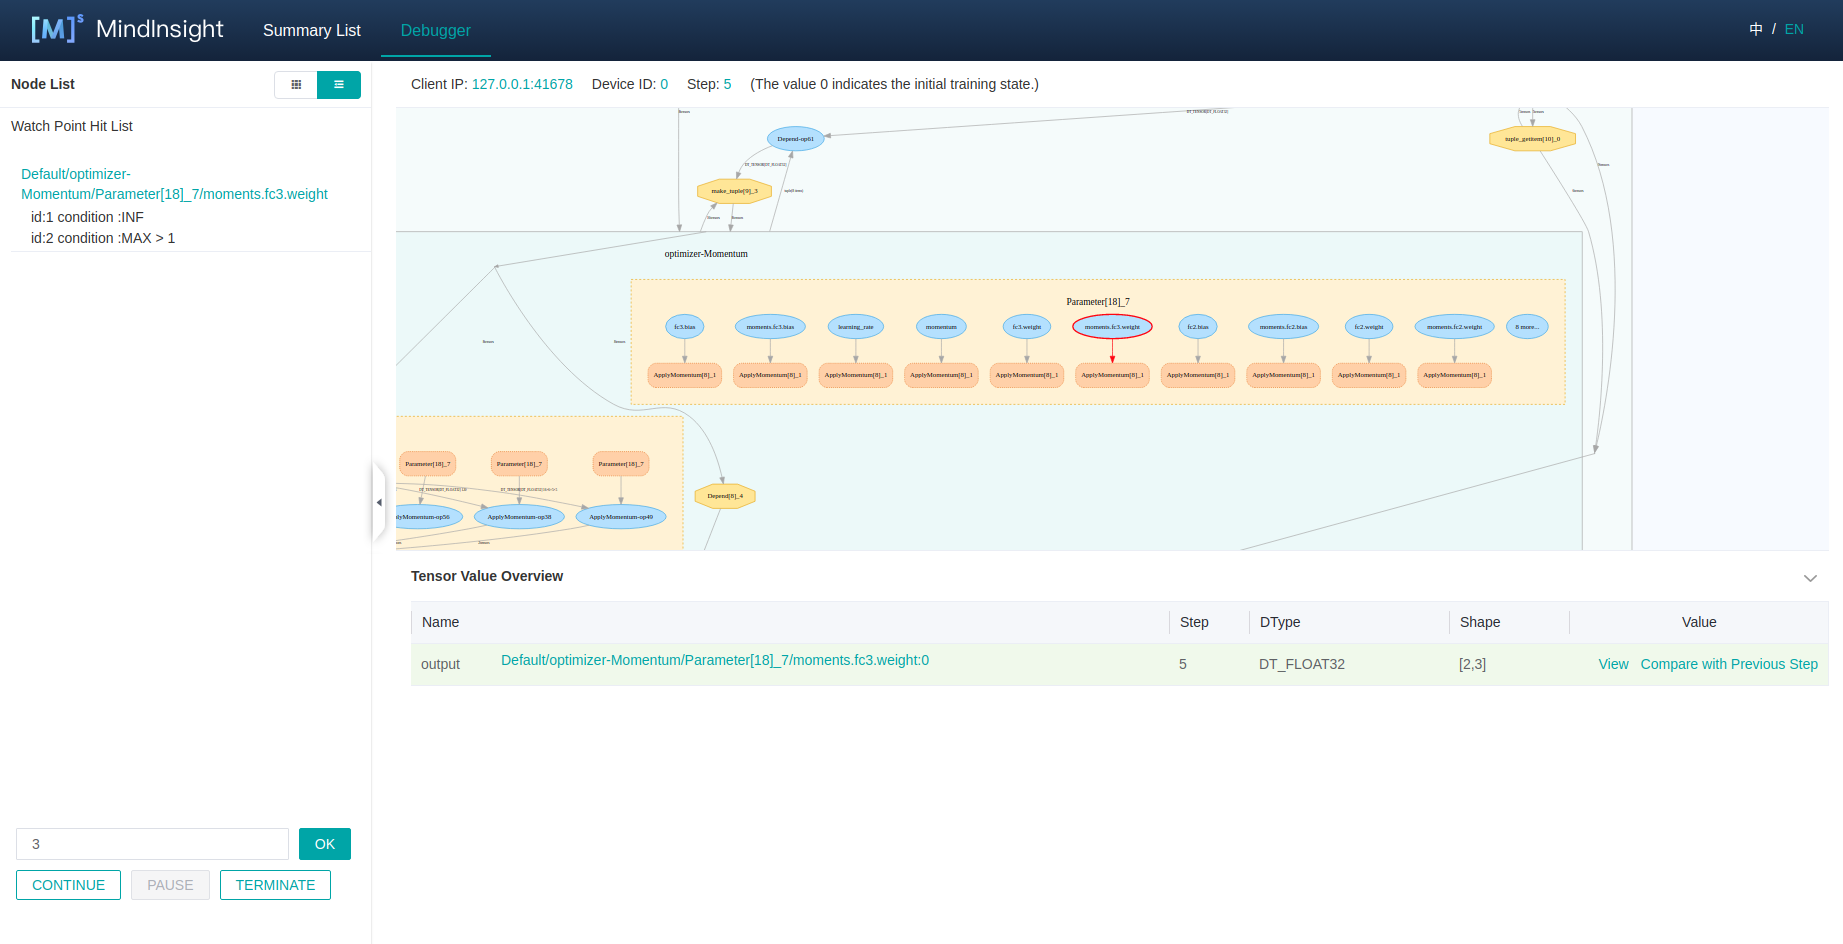 [M]s MindInsight
Summary List
Debugger
中 / EN
Node List
Client IP: 127.0.0.1:41678 Device ID: 0 Step: 5 (The value 0 indicates the initial training state.)
Watch Point Hit List
Default/optimizer-
Momentum/Parameter[18]_7/moments.fc3.weight
id:1 condition :INF
id:2 condition :MAX > 1
Depend-op61
tuple_getitem[10]_0
make_tuple[9]_3
optimizer-Momentum
Parameter[18]_7
fc3.bias moments.fc3.bias learning_rate momentum fc3.weight moments.fc3.weight fc2.bias moments.fc2.bias fc2.weight moments.fc2.weight 8 more...
ApplyMomentum[8]_1 ApplyMomentum[8]_1 ApplyMomentum[8]_1 ApplyMomentum[8]_1 ApplyMomentum[8]_1 ApplyMomentum[8]_1 ApplyMomentum[8]_1 ApplyMomentum[8]_1 ApplyMomentum[8]_1 ApplyMomentum[8]_1
Parameter[18]_7 Parameter[18]_7 Parameter[18]_7
Depend[8]_4
lyMomentum-op56 ApplyMomentum-op38 ApplyMomentum-op49
Tensor Value Overview
Name Step DType Shape Value
output Default/optimizer-Momentum/Parameter[18]_7/moments.fc3.weight:0 5 DT_FLOAT32 [2,3] View Compare with Previous Step
3
OK
CONTINUE PAUSE TERMINATE